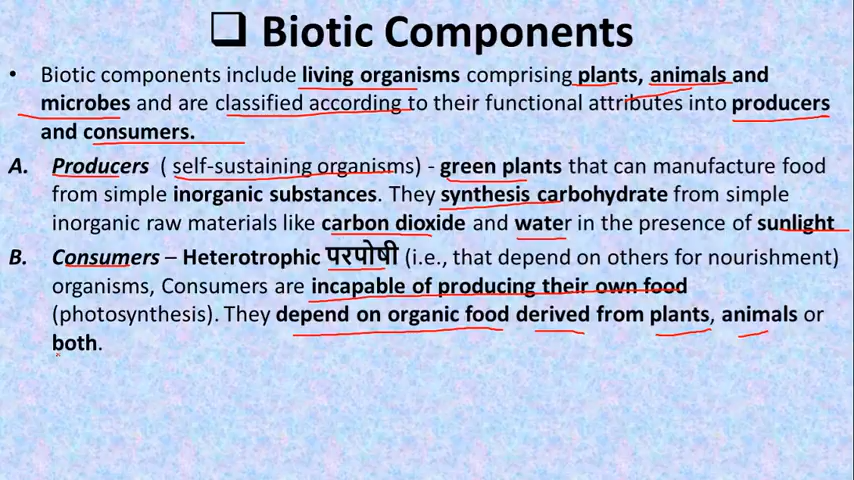 ❑ Biotic Components
• Biotic components include living organisms comprising plants, animals and
microbes and are classified according to their functional attributes into producers
and consumers.
A. Producers ( self-sustaining organisms) - green plants that can manufacture food
from simple inorganic substances. They synthesis carbohydrate from simple
inorganic raw materials like carbon dioxide and water in the presence of sunlight
B. Consumers – Heterotrophic परपोषी (i.e., that depend on others for nourishment)
organisms, Consumers are incapable of producing their own food
(photosynthesis). They depend on organic food derived from plants, animals or
both.